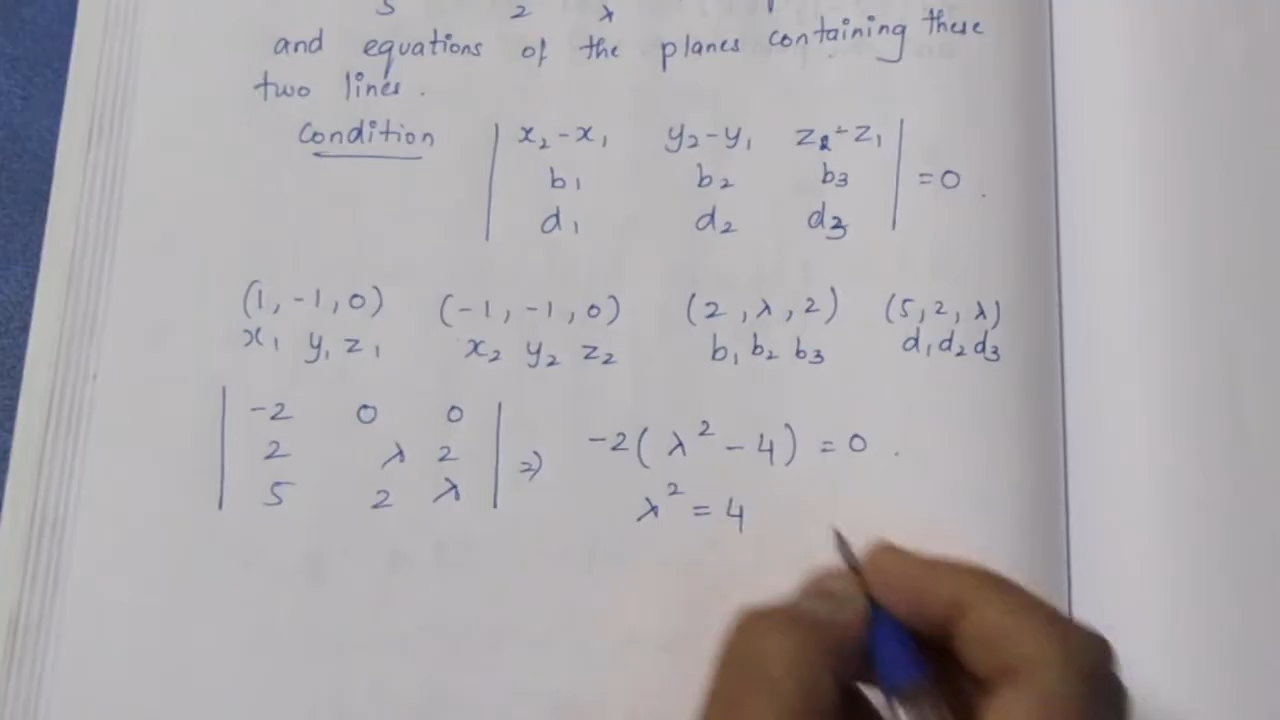 5 2 λ
and equations of the planes containing these
two lines.
Condition | x₂-x₁ y₂-y₁ z₂-z₁ |
b₁ b₂ b₃ = 0.
d₁ d₂ d₃
(1, -1, 0) (-1, -1, 0) (2, λ, 2) (5, 2, λ)
x₁ y₁ z₁ x₂ y₂ z₂ b₁ b₂ b₃ d₁ d₂ d₃
| -2 0 0 |
| 2 λ 2 | ⇒ -2(λ² - 4) = 0.
| 5 2 λ | λ² = 4